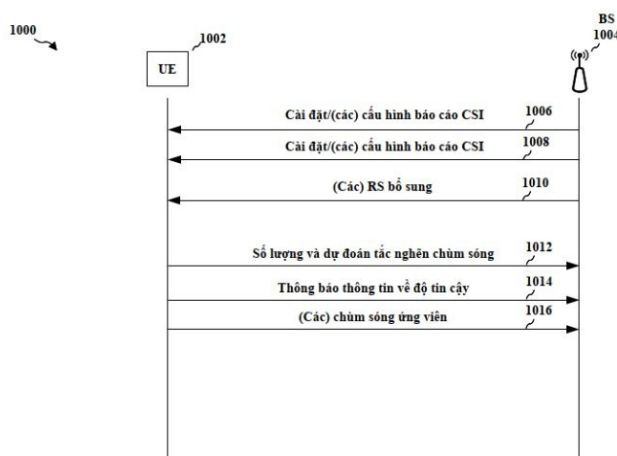 1000
1002
UE
BS
1004
Cài đặt/(các) cấu hình báo cáo CSI
1006
Cài đặt/(các) cấu hình báo cáo CSI
1008
(Các) RS bổ sung
1010
Số lượng và dự đoán tắc nghẽn chùm sóng
1012
Thông báo thông tin về độ tin cậy
1014
(Các) chùm sóng ứng viên
1016